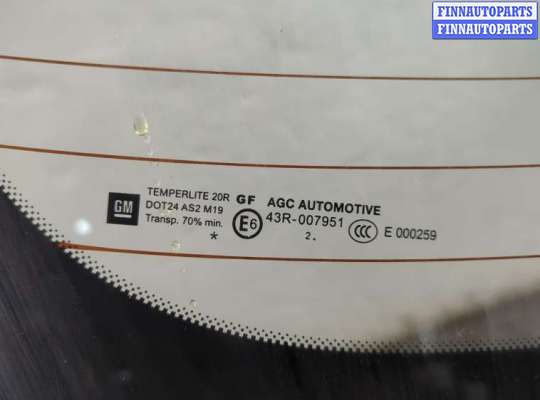 FINNAUTOPARTS
FINNAUTOPARTS
GM
TEMPERLITE 20R GF AGC AUTOMOTIVE
DOT24 AS2 M19 E6 43R-007951 CCC E 000259
Transp. 70% min.
* 2.